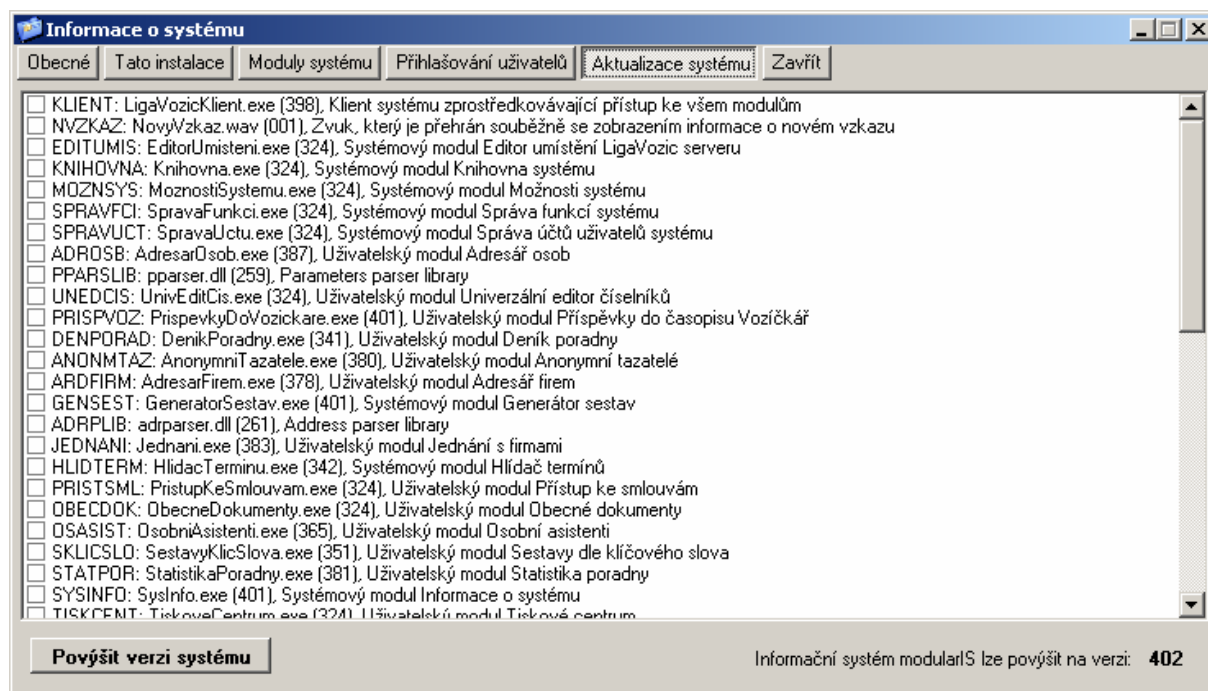 Informace o systému
Obecné Tato instalace Moduly systému Přihlašování uživatelů Aktualizace systému Zavřít
KLIENT: LigaVozicKlient.exe (398), Klient systému zprostředkovávající přístup ke všem modulům
NVZKAZ: NovyVzkaz.wav (001), Zvuk, který je přehrán souběžně se zobrazením informace o novém vzkazu
EDITUMIS: EditorUmisteni.exe (324), Systémový modul Editor umístění LigaVozic serveru
KNIHOVNA: Knihovna.exe (324), Systémový modul Knihovna systému
MOZNSYS: MoznostiSystemu.exe (324), Systémový modul Možnosti systému
SPRAVFCI: SpravaFunkci.exe (324), Systémový modul Správa funkcí systému
SPRAVUCT: SpravaUctu.exe (324), Systémový modul Správa účtů uživatelů systému
ADROSB: AdresarOsob.exe (387), Uživatelský modul Adresář osob
PPARSLIB: pparser.dll (259), Parameters parser library
UNEDCIS: UnivEditCis.exe (324), Uživatelský modul Univerzální editor číselníků
PRISPVOZ: PrispevkyDoVozickare.exe (401), Uživatelský modul Příspěvky do časopisu Vozíčkář
DENPORAD: DenikPoradny.exe (341), Uživatelský modul Deník poradny
ANONMTAZ: AnonymniTazatele.exe (380), Uživatelský modul Anonymní tazatelé
ARDFIRM: AdresarFirem.exe (378), Uživatelský modul Adresář firem
GENSEST: GeneratorSestav.exe (401), Systémový modul Generátor sestav
ADRPLIB: adrparser.dll (261), Address parser library
JEDNANI: Jednani.exe (383), Uživatelský modul Jednání s firmami
HLIDTERM: HlidacTerminu.exe (342), Systémový modul Hlídač termínů
PRISTSML: PristupKeSmlouvam.exe (324), Uživatelský modul Přístup ke smlouvám
OBECDOK: ObecneDokumenty.exe (324), Uživatelský modul Obecné dokumenty
OSASIST: OsobniAsistenti.exe (365), Uživatelský modul Osobní asistenti
SKLICSLO: SestavyKlicSlova.exe (351), Uživatelský modul Sestavy dle klíčového slova
STATPOR: StatistikaPoradny.exe (381), Uživatelský modul Statistika poradny
SYSINFO: SysInfo.exe (401), Systémový modul Informace o systému
TISKCENT: TiskoveCentrum.exe (324), Uživatelský modul Tiskové centrum
Povýšit verzi systému Informační systém modularIS lze povýšit na verzi: 402